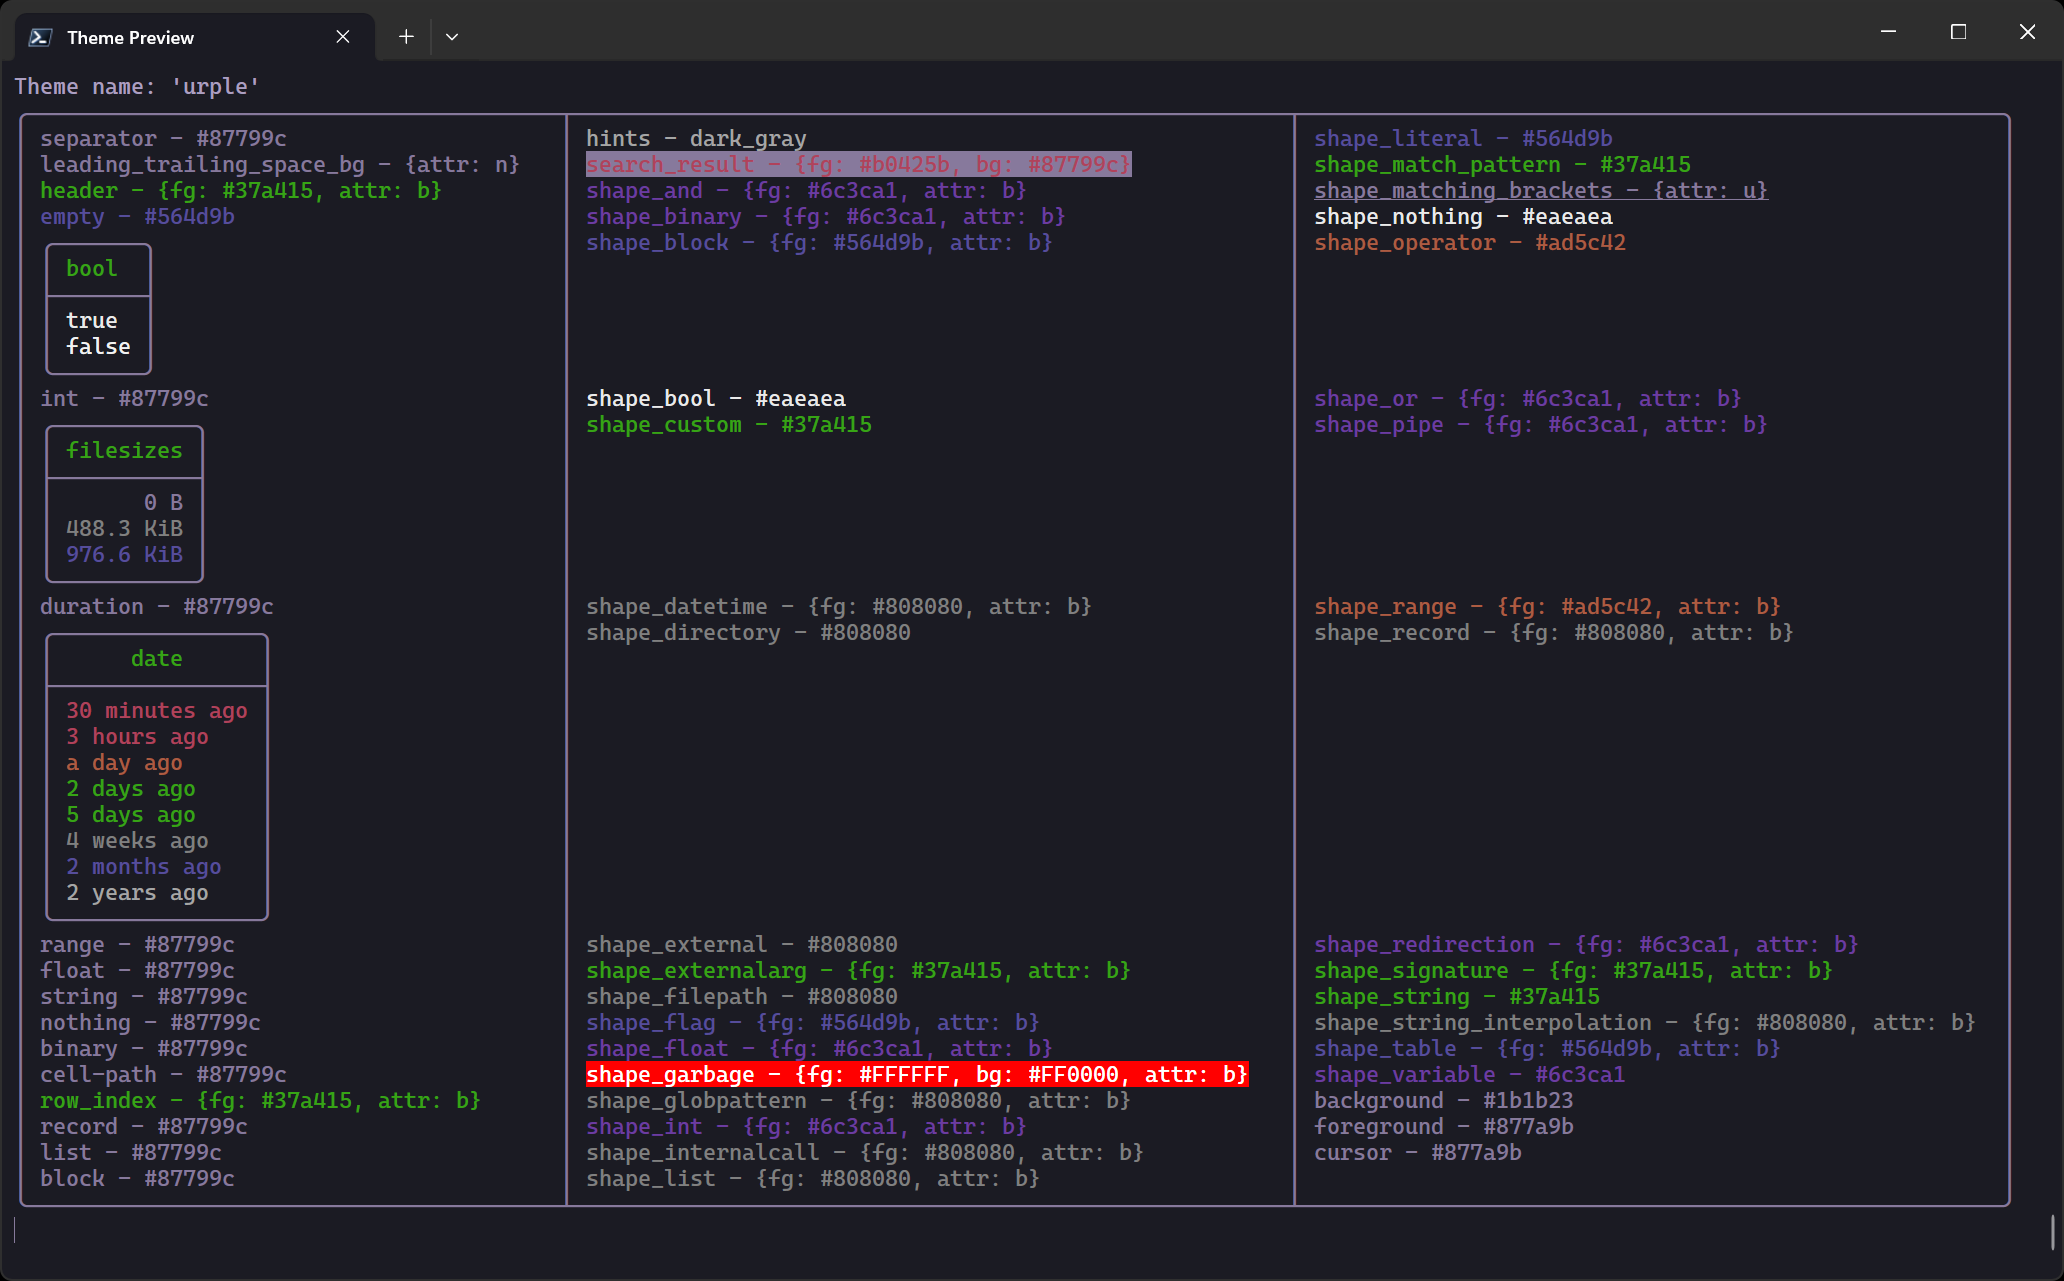 Theme Preview
Theme name: 'urple'
separator - #87799c
leading_trailing_space_bg - {attr: n}
header - {fg: #37a415, attr: b}
empty - #564d9b
bool
true
false
int - #87799c
filesizes
0 B
488.3 KiB
976.6 KiB
duration - #87799c
date
30 minutes ago
3 hours ago
a day ago
2 days ago
5 days ago
4 weeks ago
2 months ago
2 years ago
range - #87799c
float - #87799c
string - #87799c
nothing - #87799c
binary - #87799c
cell-path - #87799c
row_index - {fg: #37a415, attr: b}
record - #87799c
list - #87799c
block - #87799c
hints - dark_gray
search_result - {fg: #b0425b, bg: #87799c}
shape_and - {fg: #6c3ca1, attr: b}
shape_binary - {fg: #6c3ca1, attr: b}
shape_block - {fg: #564d9b, attr: b}
shape_bool - #eaeaea
shape_custom - #37a415
shape_datetime - {fg: #808080, attr: b}
shape_directory - #808080
shape_external - #808080
shape_externalarg - {fg: #37a415, attr: b}
shape_filepath - #808080
shape_flag - {fg: #564d9b, attr: b}
shape_float - {fg: #6c3ca1, attr: b}
shape_garbage - {fg: #FFFFFF, bg: #FF0000, attr: b}
shape_globpattern - {fg: #808080, attr: b}
shape_int - {fg: #6c3ca1, attr: b}
shape_internalcall - {fg: #808080, attr: b}
shape_list - {fg: #808080, attr: b}
shape_literal - #564d9b
shape_match_pattern - #37a415
shape_matching_brackets - {attr: u}
shape_nothing - #eaeaea
shape_operator - #ad5c42
shape_or - {fg: #6c3ca1, attr: b}
shape_pipe - {fg: #6c3ca1, attr: b}
shape_range - {fg: #ad5c42, attr: b}
shape_record - {fg: #808080, attr: b}
shape_redirection - {fg: #6c3ca1, attr: b}
shape_signature - {fg: #37a415, attr: b}
shape_string - #37a415
shape_string_interpolation - {fg: #808080, attr: b}
shape_table - {fg: #564d9b, attr: b}
shape_variable - #6c3ca1
background - #1b1b23
foreground - #877a9b
cursor - #877a9b